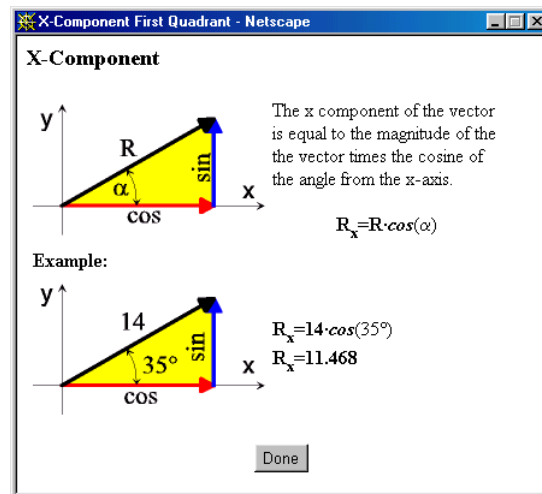 X-Component First Quadrant - Netscape
X-Component
y
R
α
sin
x
cos
The x component of the vector
is equal to the magnitude of the
the vector times the cosine of
the angle from the x-axis.
Rx=R·cos(α)
Example:
y
14
35°
sin
x
cos
Rx=14·cos(35°)
Rx=11.468
Done